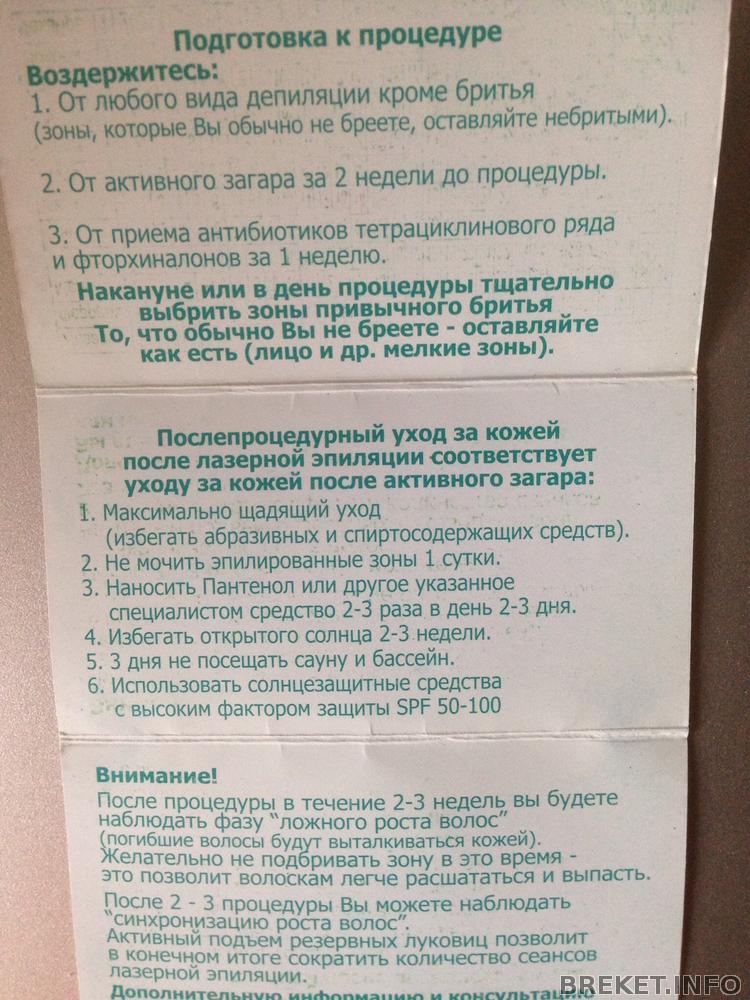 Подготовка к процедуре
Воздержитесь:
1. От любого вида депиляции кроме бритья
(зоны, которые Вы обычно не бреете, оставляйте небритыми).
2. От активного загара за 2 недели до процедуры.
3. От приема антибиотиков тетрациклинового ряда
и фторхиналонов за 1 неделю.
Накануне или в день процедуры тщательно
выбрить зоны привычного бритья
То, что обычно Вы не бреете - оставляйте
как есть (лицо и др. мелкие зоны).
Послепроцедурный уход за кожей
после лазерной эпиляции соответствует
уходу за кожей после активного загара:
1. Максимально щадящий уход
(избегать абразивных и спиртосодержащих средств).
2. Не мочить эпилированные зоны 1 сутки.
3. Наносить Пантенол или другое указанное
специалистом средство 2-3 раза в день 2-3 дня.
4. Избегать открытого солнца 2-3 недели.
5. 3 дня не посещать сауну и бассейн.
6. Использовать солнцезащитные средства
с высоким фактором защиты SPF 50-100
Внимание!
После процедуры в течение 2-3 недель вы будете
наблюдать фазу "ложного роста волос"
(погибшие волосы будут выталкиваться кожей).
Желательно не подбривать зону в это время -
это позволит волоскам легче расшататься и выпасть.
После 2 - 3 процедуры Вы можете наблюдать
"синхронизацию роста волос".
Активный подъем резервных луковиц позволит
в конечном итоге сократить количество сеансов
лазерной эпиляции.
Дополнительную информацию и консультацию
BREKET.INFO